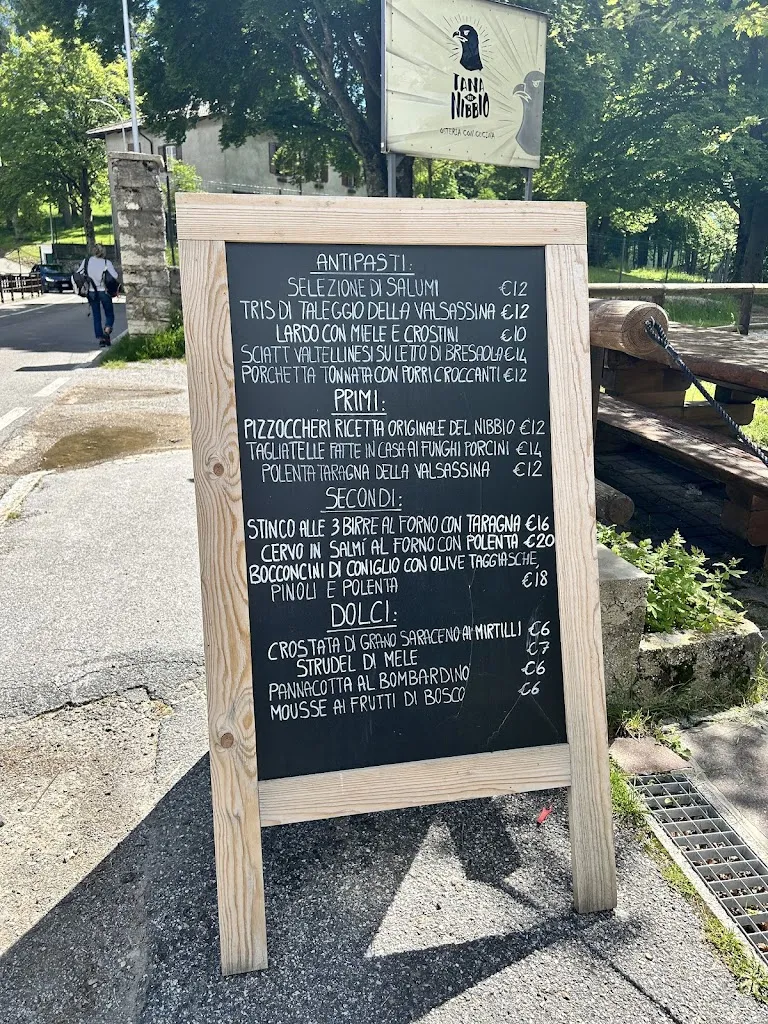 TANA
DEL
NIBBIO
OSTERIA CON CUCINA
ANTIPASTI:
SELEZIONE DI SALUMI €12
TRIS DI TALEGGIO DELLA VALSASSINA €12
LARDO CON MIELE E CROSTINI €10
SCIATT VALTELLINESI SU LETTO DI BRESAOLA €14
PORCHETTA TONNATA CON PORRI CROCCANTI €12
PRIMI:
PIZZOCCHERI RICETTA ORIGINALE DEL NIBBIO €12
TAGLIATELLE FATTE IN CASA AI FUNGHI PORCINI €14
POLENTA TARAGNA DELLA VALSASSINA €12
SECONDI:
STINCO ALLE 3 BIRRE AL FORNO CON TARAGNA €16
CERVO IN SALMÍ AL FORNO CON POLENTA €20
BOCCONCINI DI CONIGLIO CON OLIVE TAGGIASCHE,
PINOLI E POLENTA €18
DOLCI:
CROSTATA DI GRANO SARACENO AI MIRTILLI €6
STRUDEL DI MELE €7
PANNACOTTA AL BOMBARDINO €6
MOUSSE AI FRUTTI DI BOSCO €6